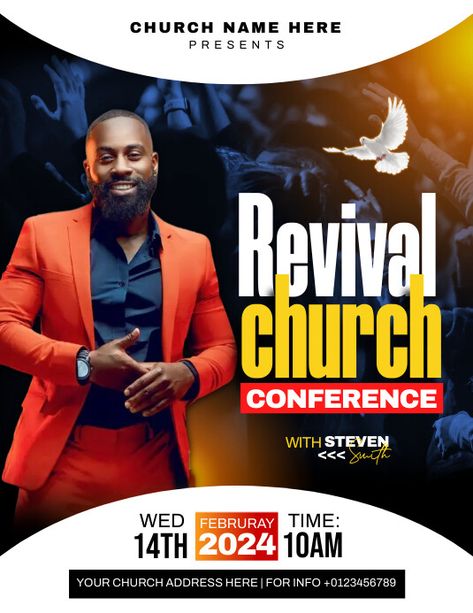 CHURCH NAME HERE
PRESENTS
Revival
church
CONFERENCE
WITH STEVEN
<<< Smith
WED
14TH
FEBRURAY
2024
TIME:
10AM
YOUR CHURCH ADDRESS HERE | FOR INFO +0123456789